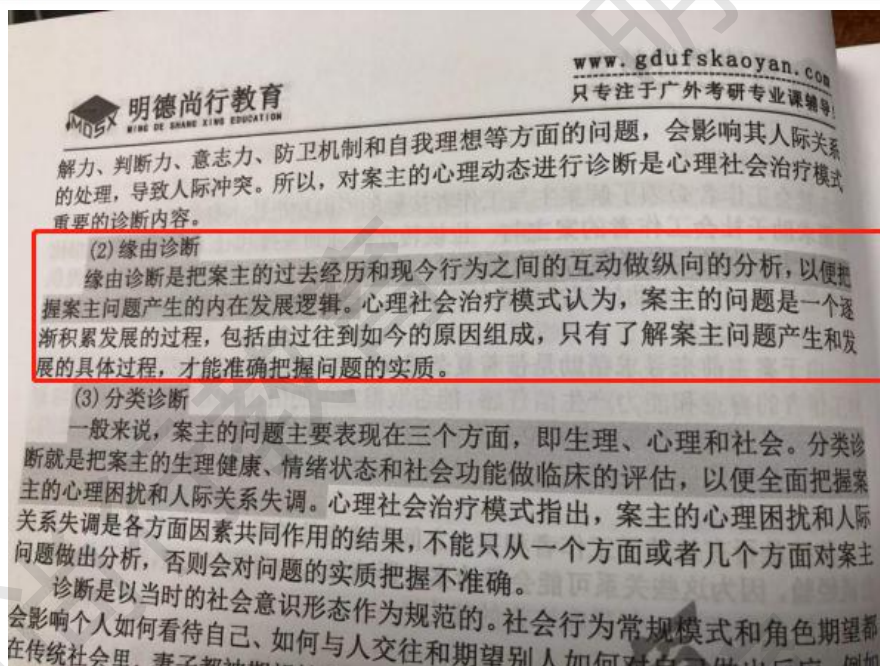 www.gdufskaoyan.com
明德尚行教育
MING DE SHANG XING EDUCATION
MDSX
只专注于广外考研专业课辅导!
解力、判断力、意志力、防卫机制和自我理想等方面的问题，会影响其人际关系
的处理，导致人际冲突。所以，对案主的心理动态进行诊断是心理社会治疗模式
重要的诊断内容。
(2)缘由诊断
缘由诊断是把案主的过去经历和现今行为之间的互动做纵向的分析，以便把
握案主问题产生的内在发展逻辑。心理社会治疗模式认为，案主的问题是一个逐
渐积累发展的过程，包括由过往到如今的原因组成，只有了解案主问题产生和发
展的具体过程，才能准确把握问题的实质。
(3)分类诊断
一般来说，案主的问题主要表现在三个方面，即生理、心理和社会。分类诊
断就是把案主的生理健康、情绪状态和社会功能做临床的评估，以便全面把握案
主的心理困扰和人际关系失调。心理社会治疗模式指出，案主的心理困扰和人际
关系失调是各方面因素共同作用的结果，不能只从一个方面或者几个方面对案主
问题做出分析，否则会对问题的实质把握不准确。
诊断是以当时的社会意识形态作为规范的。社会行为常规模式和角色期望都
会影响个人如何看待自己、如何与人交往和期望别人如何对自己做出反应。例如
在传统社会里，妻子都被期